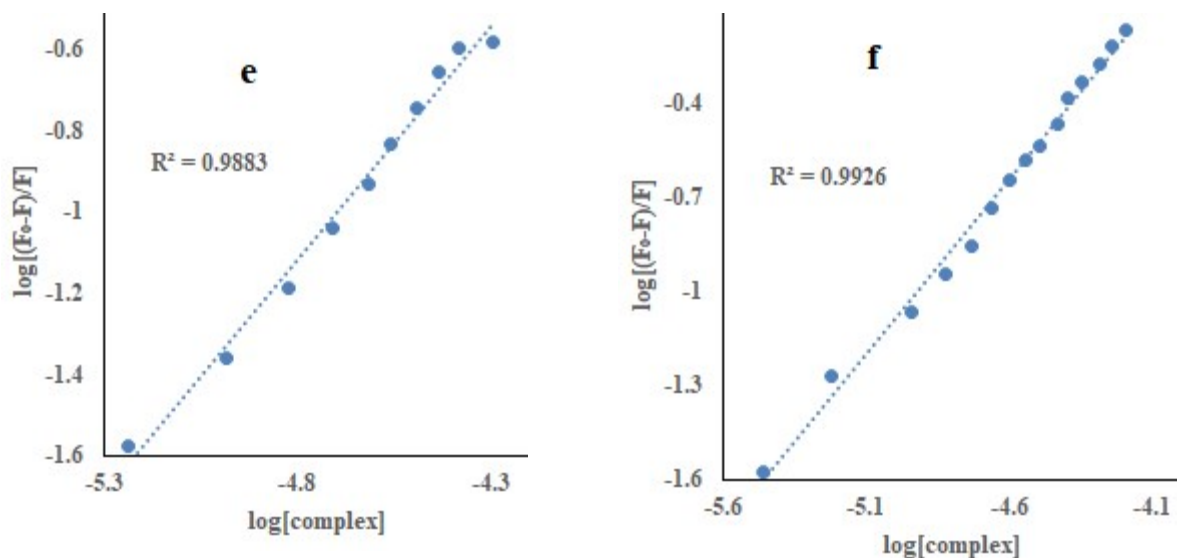 e
R² = 0.9883
log[(F₀-F)/F]
-0.6
-0.8
-1
-1.2
-1.4
-1.6
-5.3
-4.8
-4.3
log[complex]
f
R² = 0.9926
log[(F₀-F)/F]
-0.4
-0.7
-1
-1.3
-1.6
-5.6
-5.1
-4.6
-4.1
log[complex]